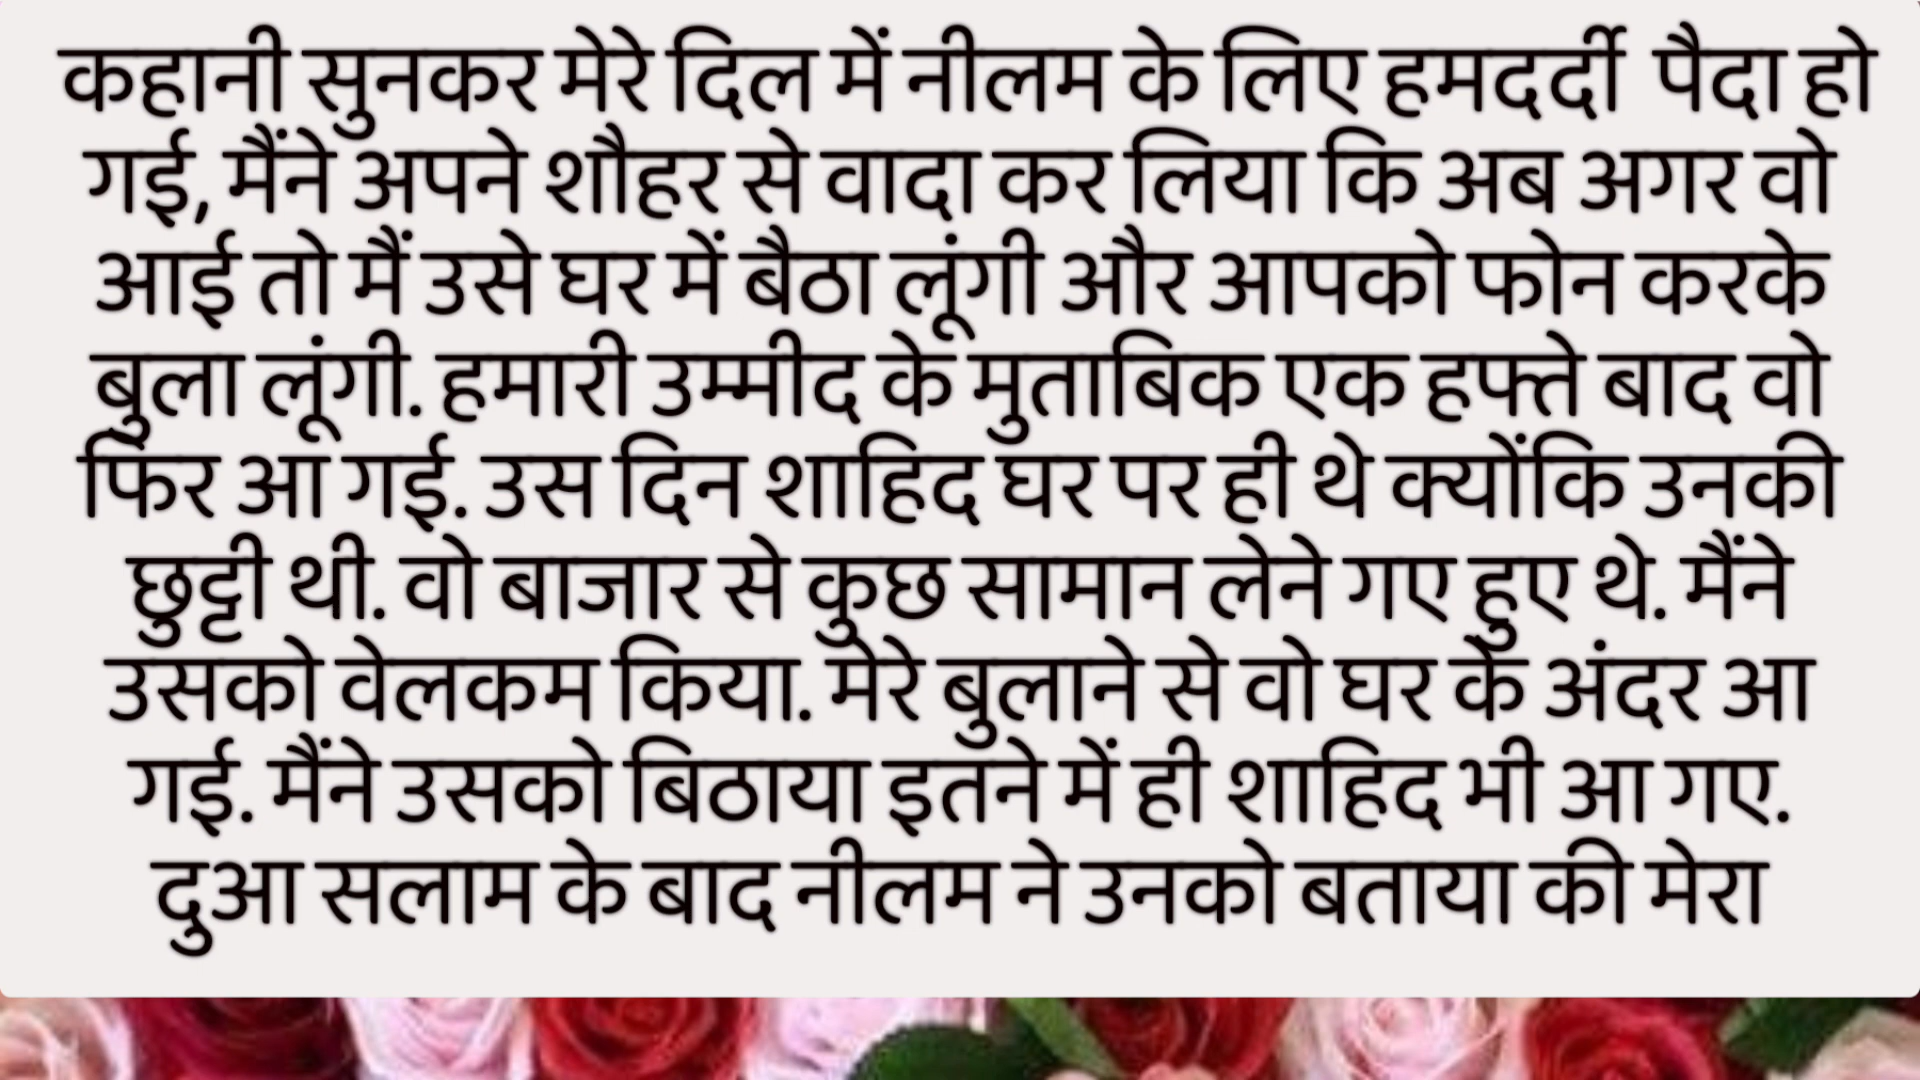 कहानी सुनकर मेरे दिल में नीलम के लिए हमदर्दी पैदा हो
गई, मैंने अपने शौहर से वादा कर लिया कि अब अगर वो
आई तो मैं उसे घर में बैठा लूंगी और आपको फोन करके
बुला लूंगी. हमारी उम्मीद के मुताबिक एक हफ्ते बाद वो
फिर आ गई. उस दिन शाहिद घर पर ही थे क्योंकि उनकी
छुट्टी थी. वो बाजार से कुछ सामान लेने गए हुए थे. मैंने
उसको वेलकम किया. मेरे बुलाने से वो घर के अंदर आ
गई. मैंने उसको बिठाया इतने में ही शाहिद भी आ गए.
दुआ सलाम के बाद नीलम ने उनको बताया की मेरा